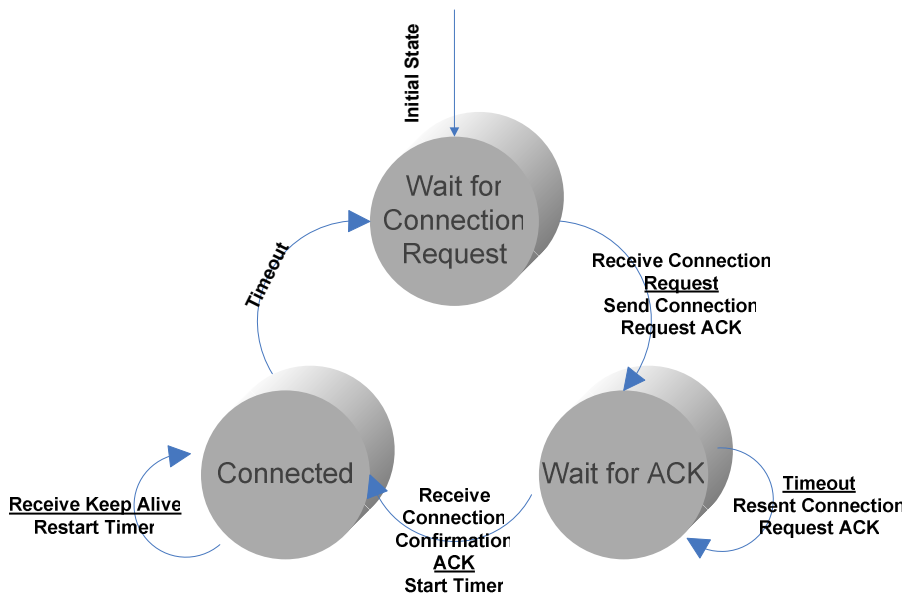 Initial State
Wait for
Connection
Request
Timeout
Receive Connection
Request
Send Connection
Request ACK
Connected
Wait for ACK
Receive Keep Alive
Restart Timer
Receive
Connection
Confirmation
ACK
Start Timer
Timeout
Resent Connection
Request ACK